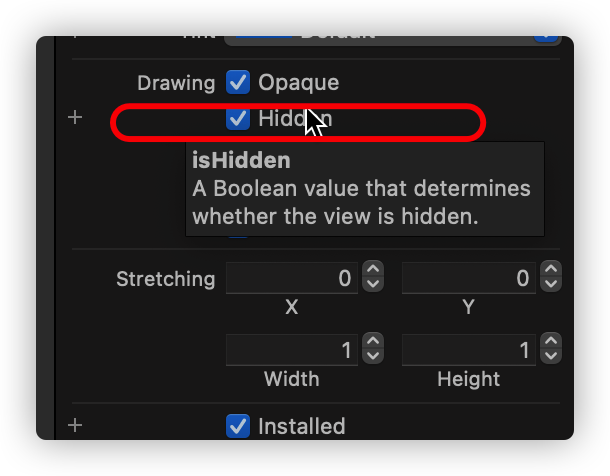 Default
Drawing
Opaque
+
Hidden
isHidden
A Boolean value that determines
whether the view is hidden.
Stretching
0
0
X
Y
1
1
Width
Height
+
Installed